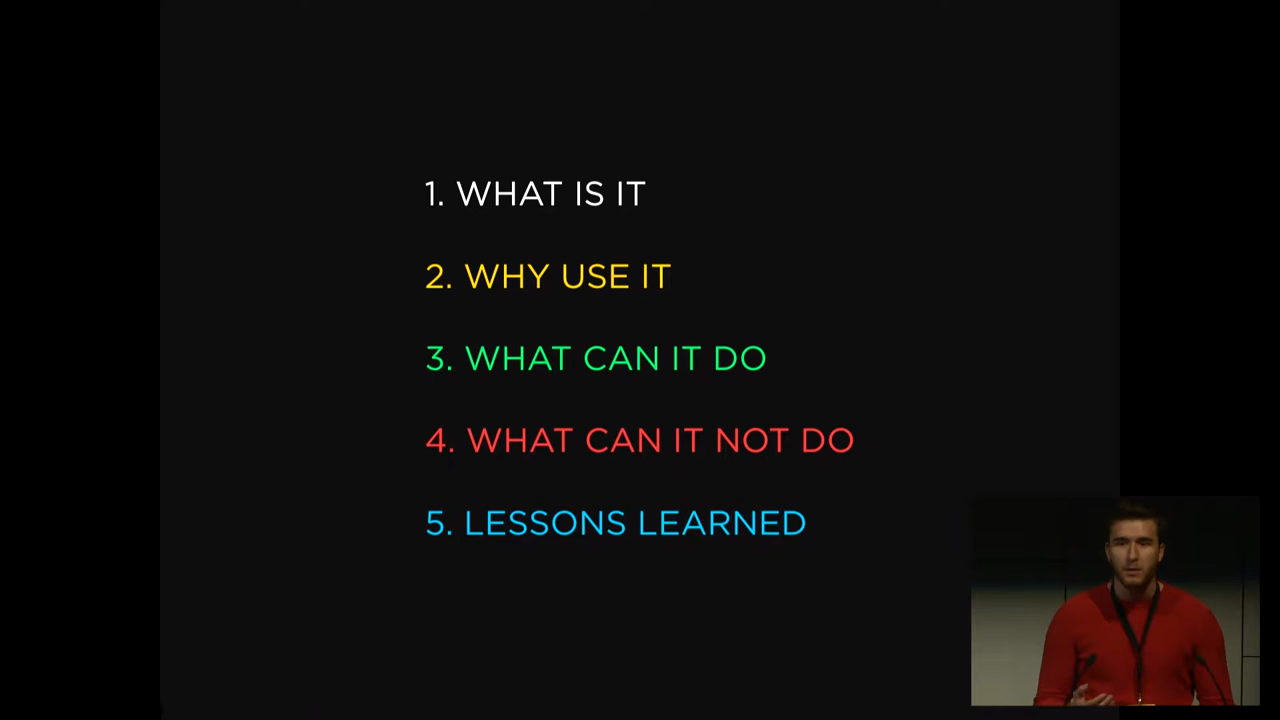 1. WHAT IS IT
2. WHY USE IT
3. WHAT CAN IT DO
4. WHAT CAN IT NOT DO
5. LESSONS LEARNED